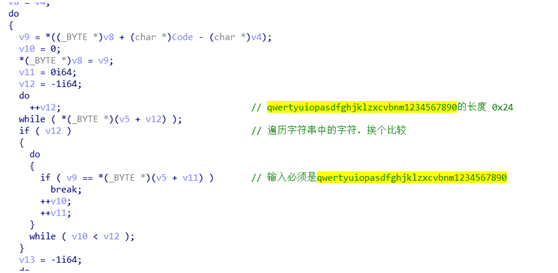 v8 = v4;
do
{
v9 = *((_BYTE *)v8 + (char *)Code - (char *)v4);
v10 = 0;
*(_BYTE *)v8 = v9;
v11 = 0i64;
v12 = -1i64;
do
++v12; // qwertyuiopasdfghjklzxcvbnm1234567890的长度 0x24
while ( *(_BYTE *)(v5 + v12) );
if ( v12 ) // 遍历字符串中的字符，挨个比较
{
do
{
if ( v9 == *(_BYTE *)(v5 + v11) ) // 输入必须是qwertyuiopasdfghjklzxcvbnm1234567890
break;
++v10;
++v11;
}
while ( v10 < v12 );
}
v13 = -1i64;
do